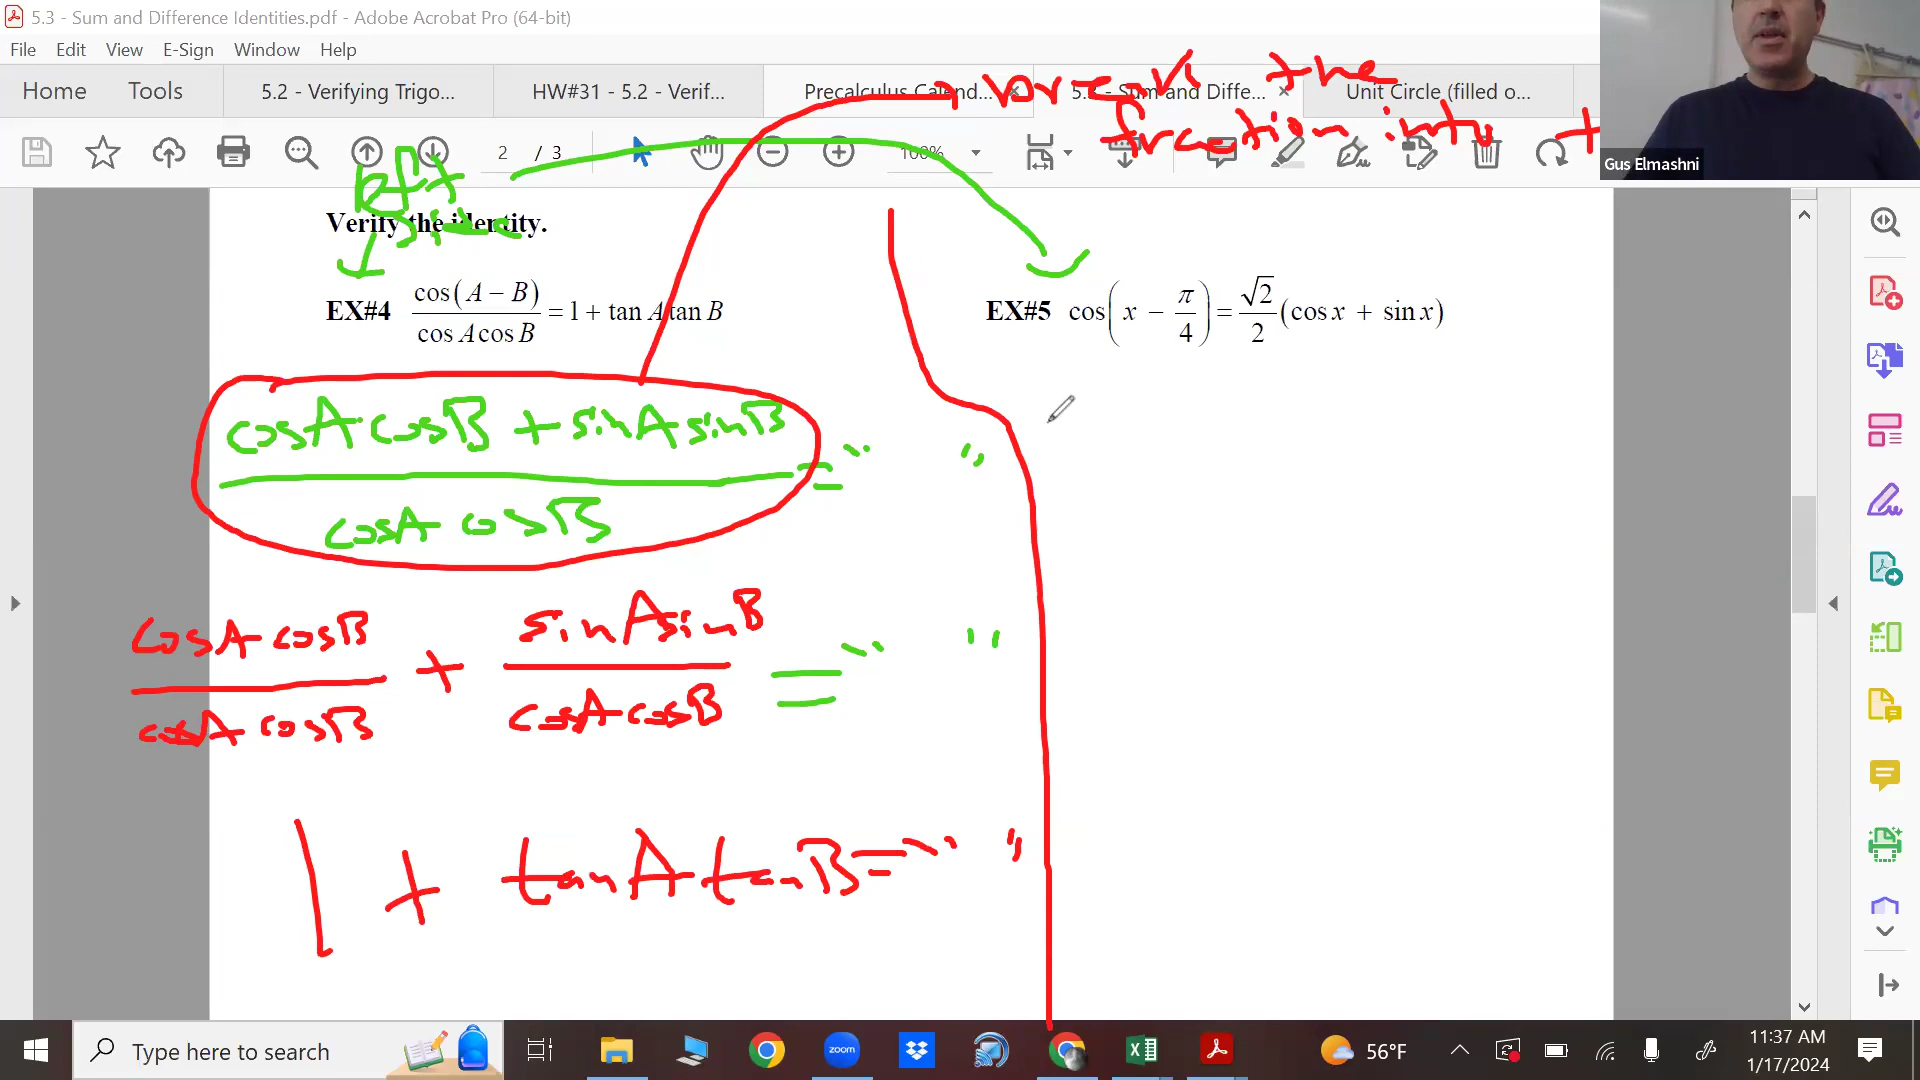 5.3 - Sum and Difference Identities.pdf - Adobe Acrobat Pro (64-bit)
File Edit View E-Sign Window Help
Home Tools 5.2 - Verifying Trigo... HW#31 - 5.2 - Verif... Precalculus Calend... 5.3 - Sum and Diffe... Unit Circle (filled o...
the
fraction into
2 / 3 100%
Gus Elmashni
left
side
Verify the identity.
EX#4 cos(A − B) / cos A cos B = 1 + tan A tan B
EX#5 cos(x − π/4) = √2/2 (cos x + sin x)
cosA·cosB + sinA sinB = " "
cosA cosB
cosA cosB + sinA sinB = " "
cosA cosB cosA cosB
1 + tanA tanB = " "
Type here to search
zoom
56°F
11:37 AM
1/17/2024